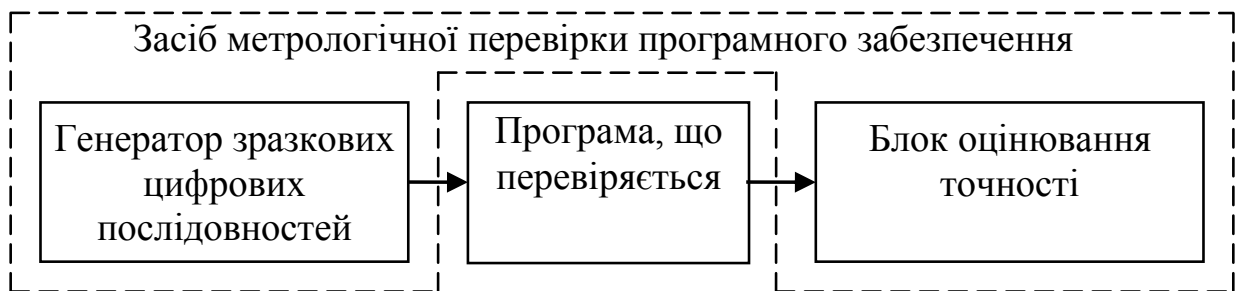 Засіб метрологічної перевірки програмного забезпечення
Генератор зразкових
цифрових
послідовностей
Програма, що
перевіряється
Блок оцінювання
точності